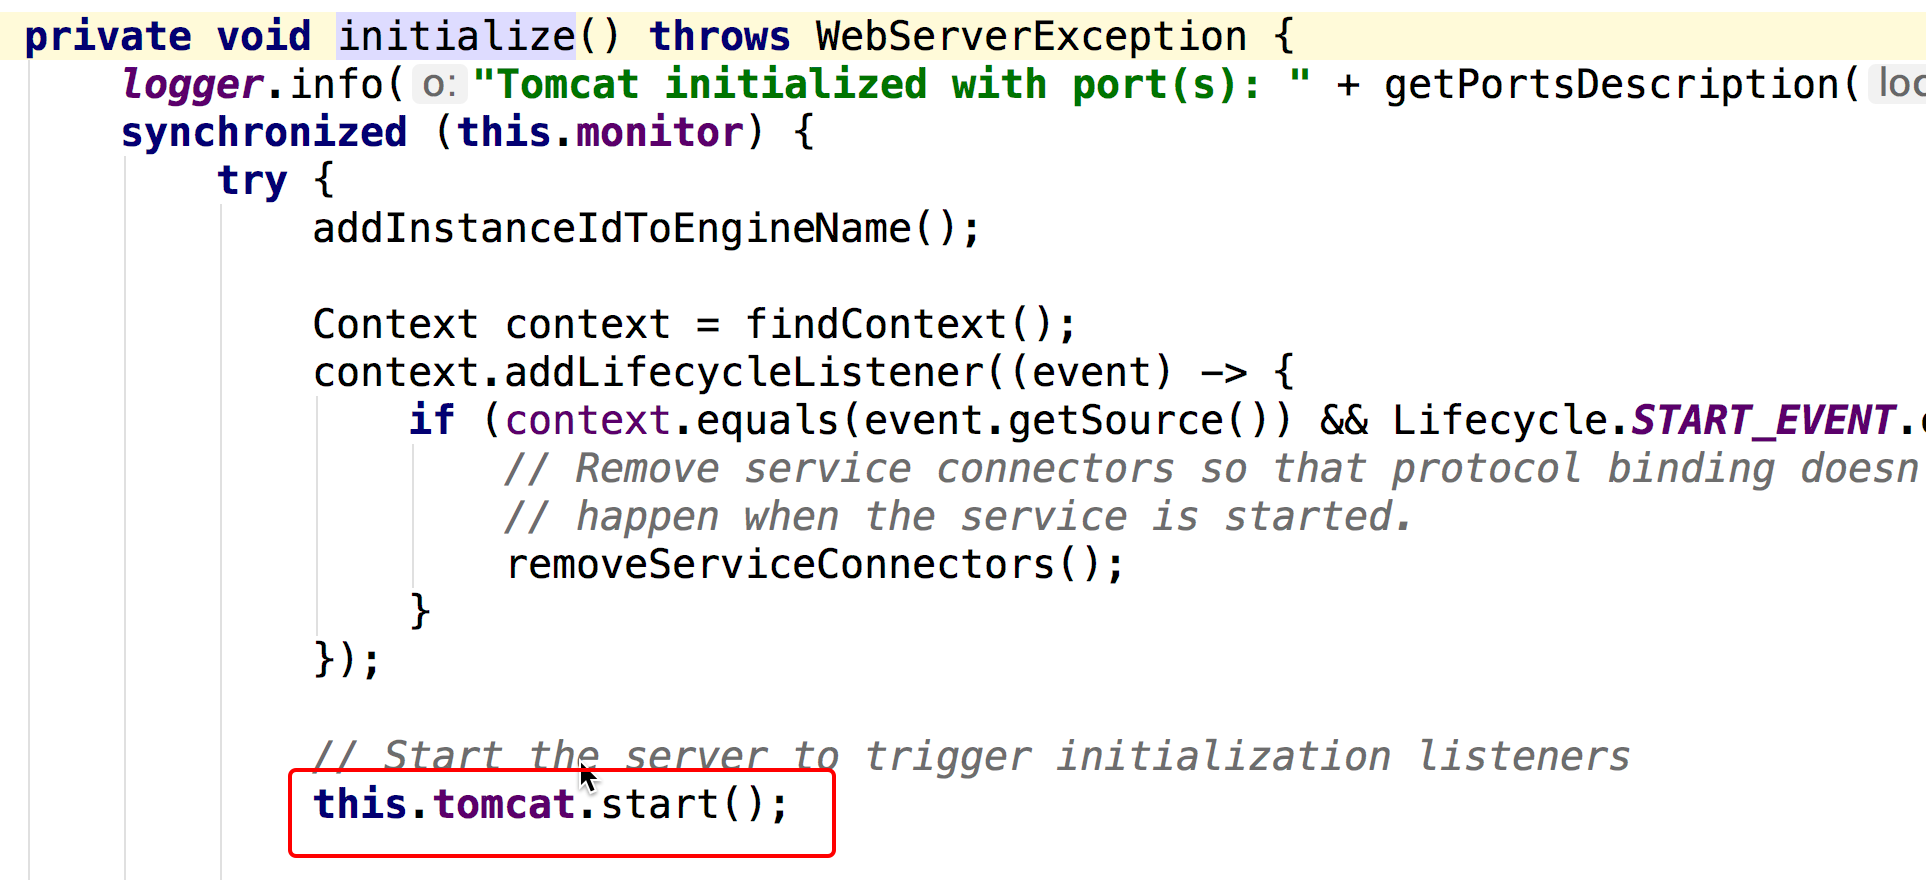 private void initialize() throws WebServerException {
logger.info( o: "Tomcat initialized with port(s): " + getPortsDescription(
synchronized (this.monitor) {
try {
addInstanceIdToEngineName();
Context context = findContext();
context.addLifecycleListener((event) -> {
if (context.equals(event.getSource()) && Lifecycle.START_EVENT.
// Remove service connectors so that protocol binding doesn
// happen when the service is started.
removeServiceConnectors();
}
});
// Start the server to trigger initialization listeners
this.tomcat.start();